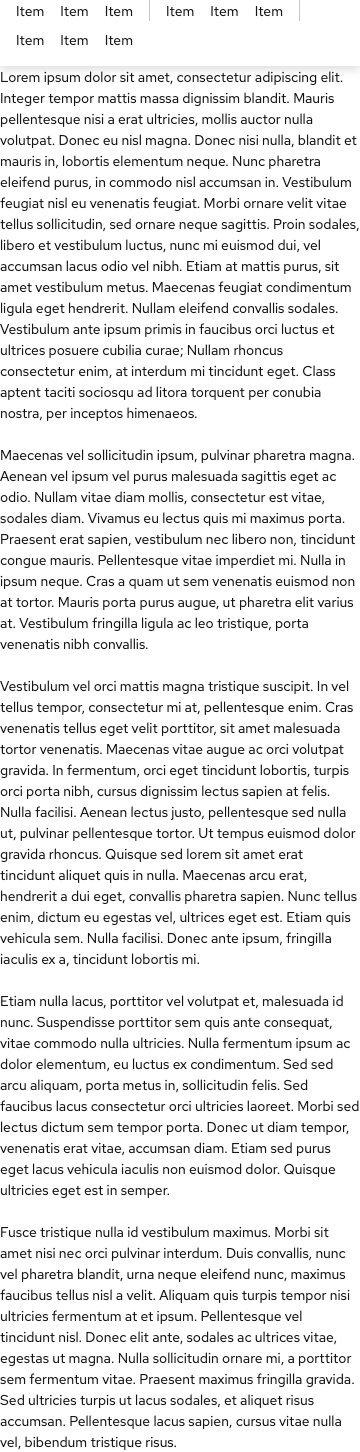 Item Item Item Item Item Item
Item Item Item
Lorem ipsum dolor sit amet, consectetur adipiscing elit.
Integer tempor mattis massa dignissim blandit. Mauris
pellentesque nisi a erat ultricies, mollis auctor nulla
volutpat. Donec eu nisl magna. Donec nisi nulla, blandit et
mauris in, lobortis elementum neque. Nunc pharetra
eleifend purus, in commodo nisl accumsan in. Vestibulum
feugiat nisl eu venenatis feugiat. Morbi ornare velit vitae
tellus sollicitudin, sed ornare neque sagittis. Proin sodales,
libero et vestibulum luctus, nunc mi euismod dui, vel
accumsan lacus odio vel nibh. Etiam at mattis purus, sit
amet vestibulum metus. Maecenas feugiat condimentum
ligula eget hendrerit. Nullam eleifend convallis sodales.
Vestibulum ante ipsum primis in faucibus orci luctus et
ultrices posuere cubilia curae; Nullam rhoncus
consectetur enim, at interdum mi tincidunt eget. Class
aptent taciti sociosqu ad litora torquent per conubia
nostra, per inceptos himenaeos.
Maecenas vel sollicitudin ipsum, pulvinar pharetra magna.
Aenean vel ipsum vel purus malesuada sagittis eget ac
odio. Nullam vitae diam mollis, consectetur est vitae,
sodales diam. Vivamus eu lectus quis mi maximus porta.
Praesent erat sapien, vestibulum nec libero non, tincidunt
congue mauris. Pellentesque vitae imperdiet mi. Nulla in
ipsum neque. Cras a quam ut sem venenatis euismod non
at tortor. Mauris porta purus augue, ut pharetra elit varius
at. Vestibulum fringilla ligula ac leo tristique, porta
venenatis nibh convallis.
Vestibulum vel orci mattis magna tristique suscipit. In vel
tellus tempor, consectetur mi at, pellentesque enim. Cras
venenatis tellus eget velit porttitor, sit amet malesuada
tortor venenatis. Maecenas vitae augue ac orci volutpat
gravida. In fermentum, orci eget tincidunt lobortis, turpis
orci porta nibh, cursus dignissim lectus sapien at felis.
Nulla facilisi. Aenean lectus justo, pellentesque sed nulla
ut, pulvinar pellentesque tortor. Ut tempus euismod dolor
gravida rhoncus. Quisque sed lorem sit amet erat
tincidunt aliquet quis in nulla. Maecenas arcu erat,
hendrerit a dui eget, convallis pharetra sapien. Nunc tellus
enim, dictum eu egestas vel, ultrices eget est. Etiam quis
vehicula sem. Nulla facilisi. Donec ante ipsum, fringilla
iaculis ex a, tincidunt lobortis mi.
Etiam nulla lacus, porttitor vel volutpat et, malesuada id
nunc. Suspendisse porttitor sem quis ante consequat,
vitae commodo nulla ultricies. Nulla fermentum ipsum ac
dolor elementum, eu luctus ex condimentum. Sed sed
arcu aliquam, porta metus in, sollicitudin felis. Sed
faucibus lacus consectetur orci ultricies laoreet. Morbi sed
lectus dictum sem tempor porta. Donec ut diam tempor,
venenatis erat vitae, accumsan diam. Etiam sed purus
eget lacus vehicula iaculis non euismod dolor. Quisque
ultricies eget est in semper.
Fusce tristique nulla id vestibulum maximus. Morbi sit
amet nisi nec orci pulvinar interdum. Duis convallis, nunc
vel pharetra blandit, urna neque eleifend nunc, maximus
faucibus tellus nisl a velit. Aliquam quis turpis tempor nisi
ultricies fermentum at et ipsum. Pellentesque vel
tincidunt nisl. Donec elit ante, sodales ac ultrices vitae,
egestas ut magna. Nulla sollicitudin ornare mi, a porttitor
sem fermentum vitae. Praesent maximus fringilla gravida.
Sed ultricies turpis ut lacus sodales, et aliquet risus
accumsan. Pellentesque lacus sapien, cursus vitae nulla
vel, bibendum tristique risus.